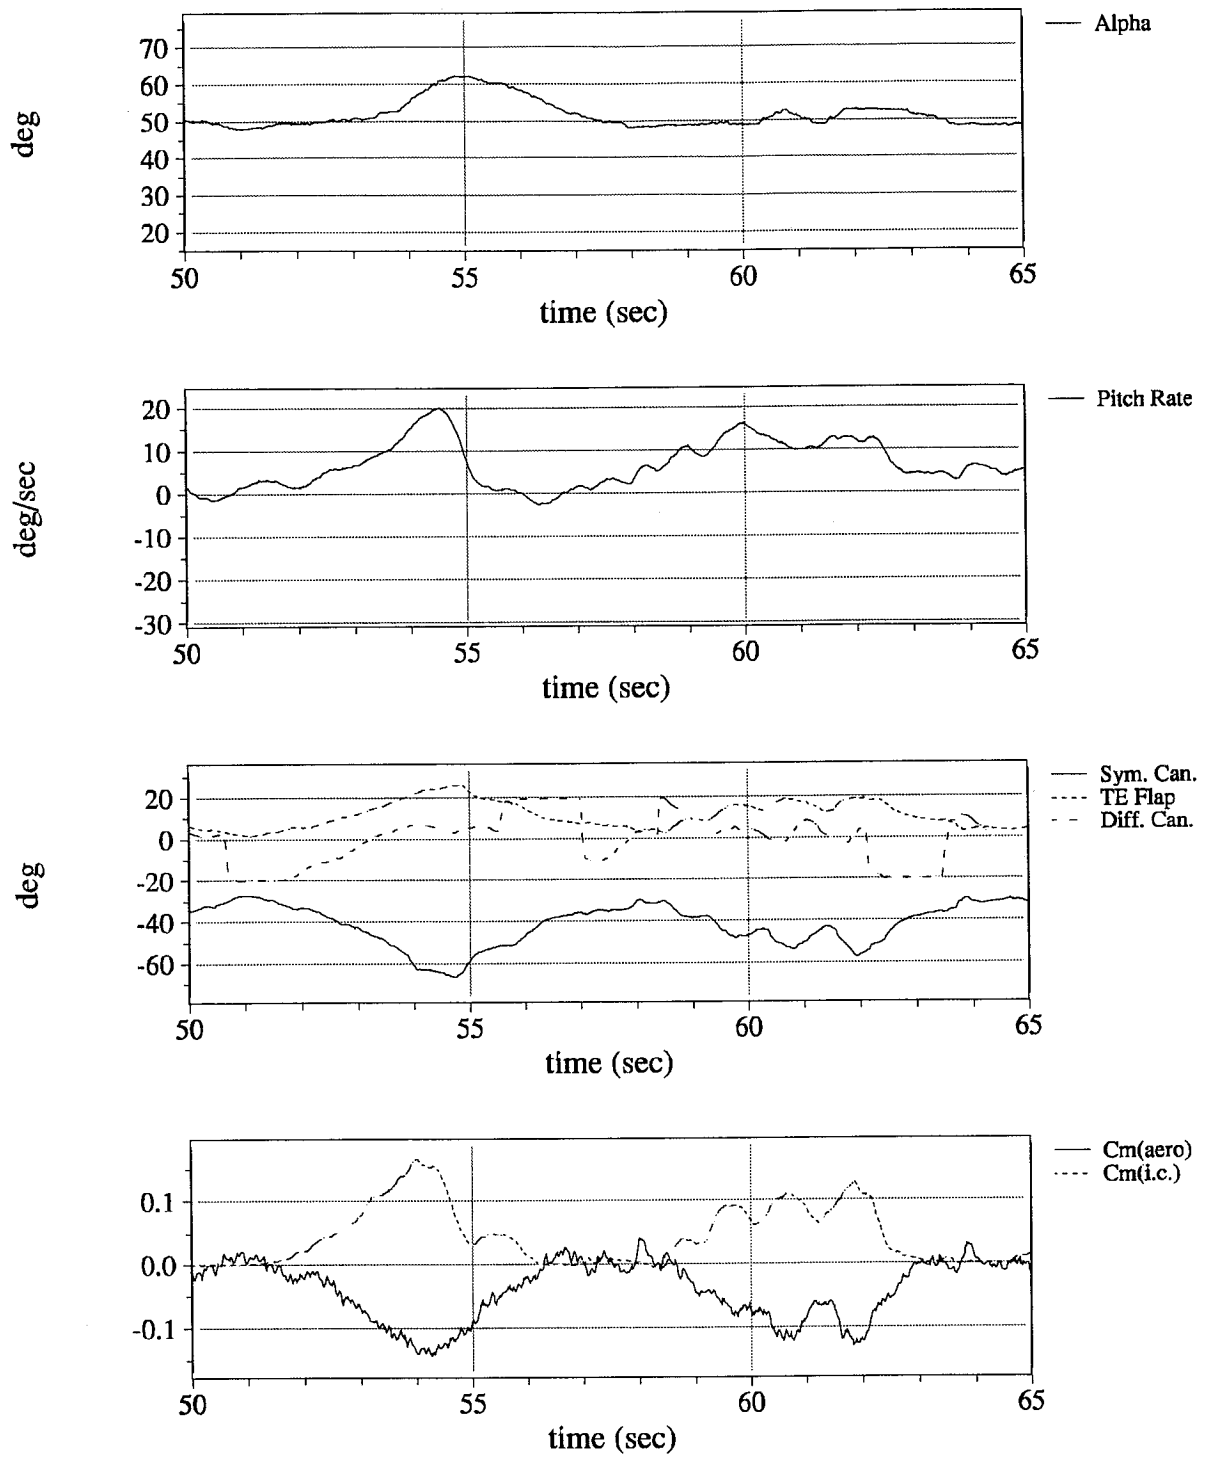 Alpha
70
60
50
40
30
20
deg
50 55 60 65
time (sec)
Pitch Rate
20
10
0
-10
-20
-30
deg/sec
50 55 60 65
time (sec)
Sym. Can.
TE Flap
Diff. Can.
20
0
-20
-40
-60
deg
50 55 60 65
time (sec)
Cm(aero)
Cm(i.c.)
0.1
0.0
-0.1
50 55 60 65
time (sec)